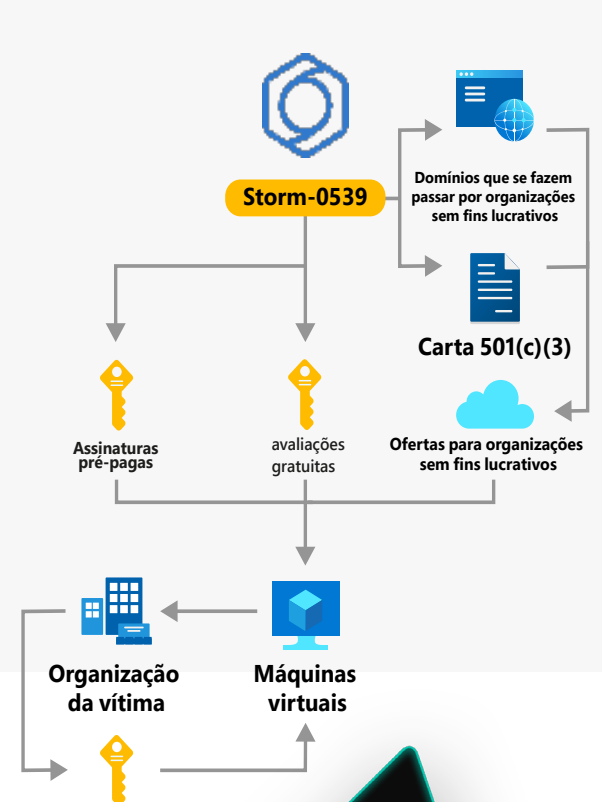 Storm-0539
Domínios que se fazem
passar por organizações
sem fins lucrativos
Carta 501(c)(3)
Assinaturas
pré-pagas
avaliações
gratuitas
Ofertas para organizações
sem fins lucrativos
Organização
da vítima
Máquinas
virtuais